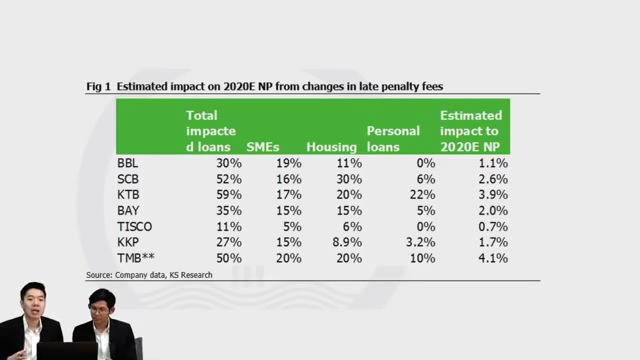 Fig 1 Estimated impact on 2020E NP from changes in late penalty fees
Total impacte d loans SMEs Housing Personal loans Estimated impact to 2020E NP
BBL 30% 19% 11% 0% 1.1%
SCB 52% 16% 30% 6% 2.6%
KTB 59% 17% 20% 22% 3.9%
BAY 35% 15% 15% 5% 2.0%
TISCO 11% 5% 6% 0% 0.7%
KKP 27% 15% 8.9% 3.2% 1.7%
TMB** 50% 20% 20% 10% 4.1%
Source: Company data, KS Research